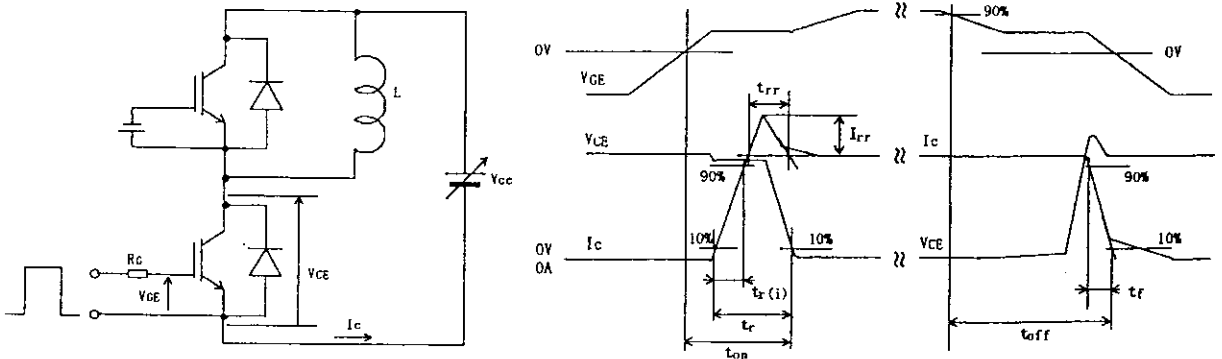 L
VCC
RG
VGE
VCE
Ic
0V
VGE
VCE
90%
trr
Irr
10%
10%
0V
0A
Ic
tr(i)
tr
ton
90%
0V
Ic
90%
VCE
10%
tf
toff